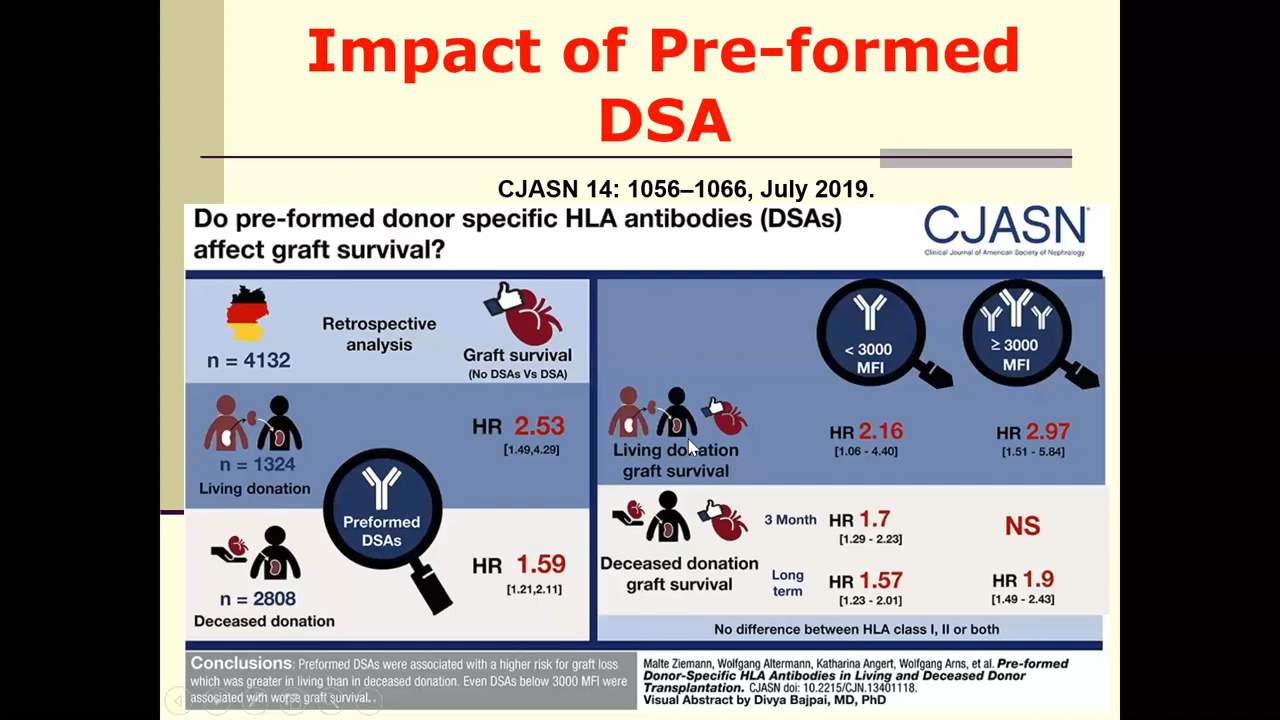 Impact of Pre-formed
DSA
CJASN 14: 1056–1066, July 2019.
Do pre-formed donor specific HLA antibodies (DSAs)
affect graft survival?
CJASN
Clinical Journal of American Society of Nephrology
n = 4132
Retrospective
analysis
Graft survival
(No DSAs Vs DSA)
n = 1324
Living donation
HR 2.53
[1.49,4.29]
Preformed
DSAs
n = 2808
Deceased donation
HR 1.59
[1.21,2.11]
< 3000
MFI
≥ 3000
MFI
Living donation
graft survival
HR 2.16
[1.06 - 4.40]
HR 2.97
[1.51 - 5.84]
Deceased donation
graft survival
3 Month
HR 1.7
[1.29 - 2.23]
NS
Long
term
HR 1.57
[1.23 - 2.01]
HR 1.9
[1.49 - 2.43]
No difference between HLA class I, II or both
Conclusions: Preformed DSAs were associated with a higher risk for graft loss
which was greater in living than in deceased donation. Even DSAs below 3000 MFI were
associated with worse graft survival.
Malte Ziemann, Wolfgang Altermann, Katharina Angert, Wolfgang Arns, et al. Pre-formed
Donor-Specific HLA Antibodies in Living and Deceased Donor
Transplantation. CJASN doi: 10.2215/CJN.13401118.
Visual Abstract by Divya Bajpai, MD, PhD